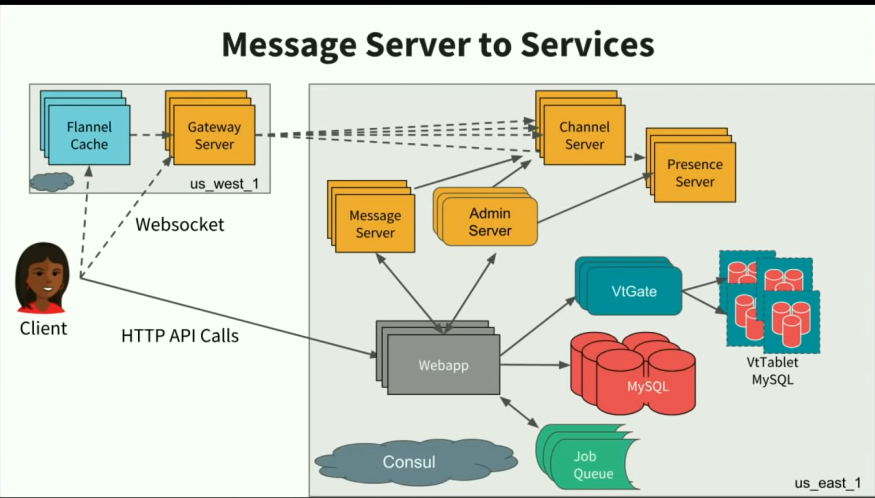 Message Server to Services
Flannel
Cache
Gateway
Server
us_west_1
Channel
Server
Presence
Server
Message
Server
Admin
Server
Websocket
Client
HTTP API Calls
Webapp
VtGate
VtTablet
MySQL
MySQL
Job
Queue
Consul
us_east_1